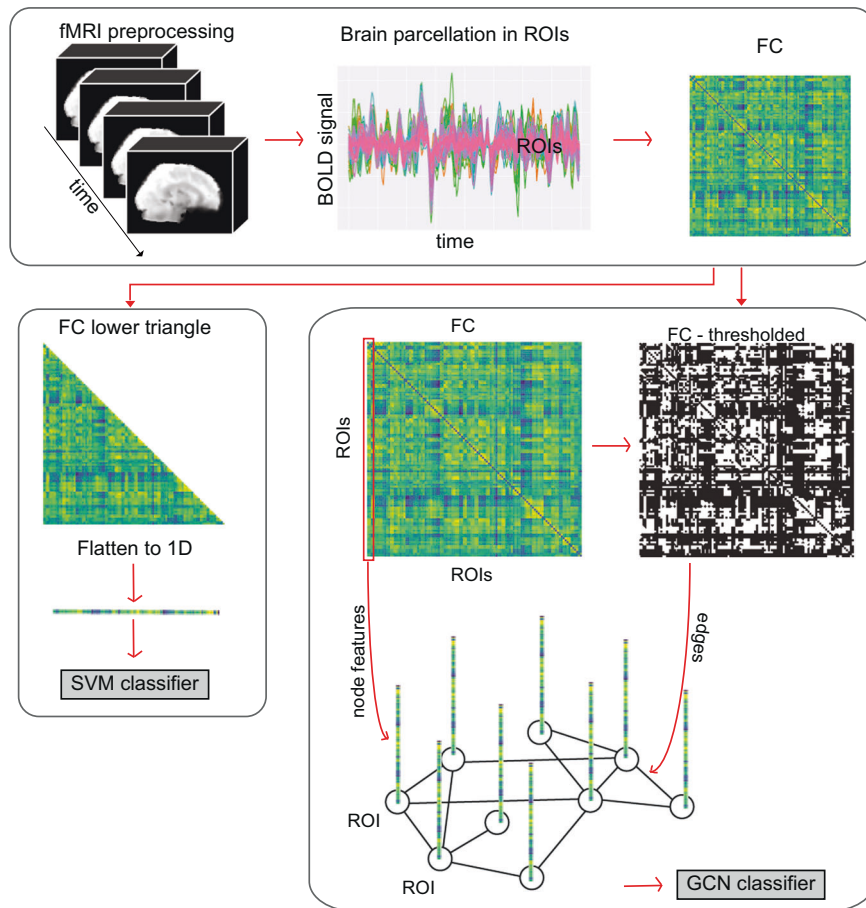 fMRI preprocessing
Brain parcellation in ROIs
FC
time
BOLD signal
ROIs
time
FC lower triangle
Flatten to 1D
SVM classifier
FC
FC - thresholded
ROIs
ROIs
node features
edges
ROI
ROI
GCN classifier